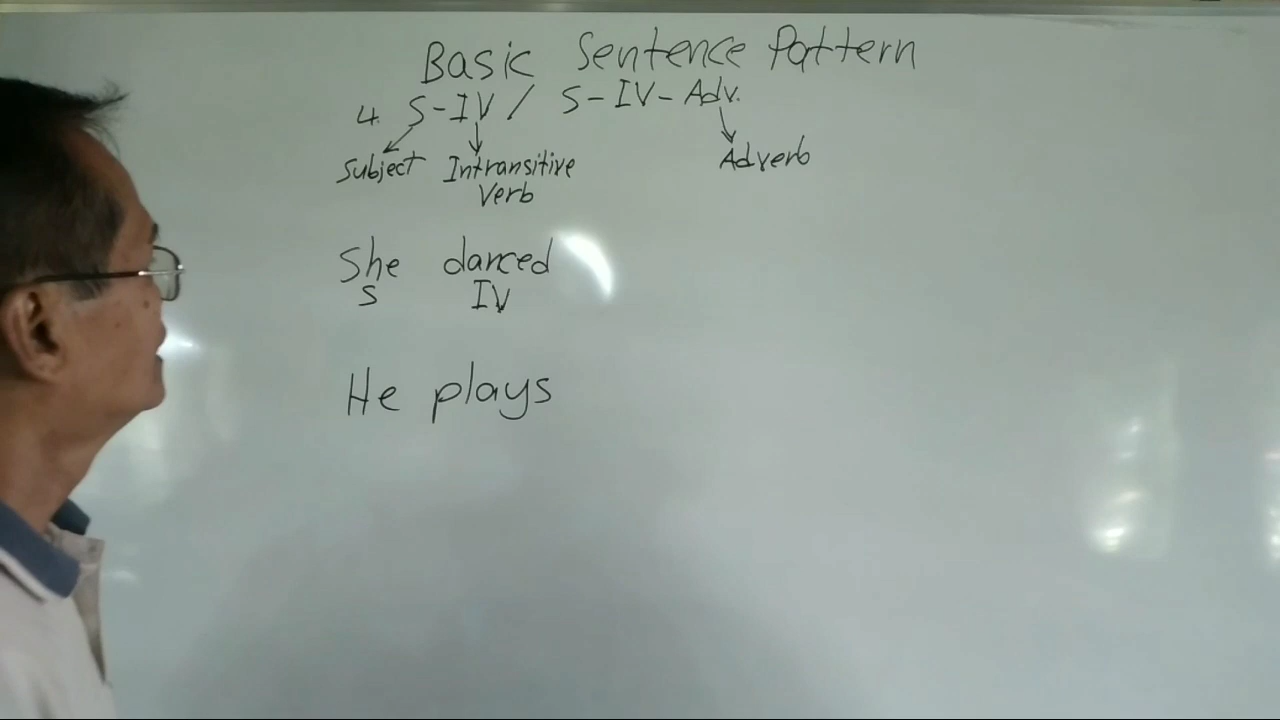 Basic Sentence Pattern
4. S-IV / S-IV-Adv.
Subject Intransitive Adverb
Verb
She danced
S IV
He plays